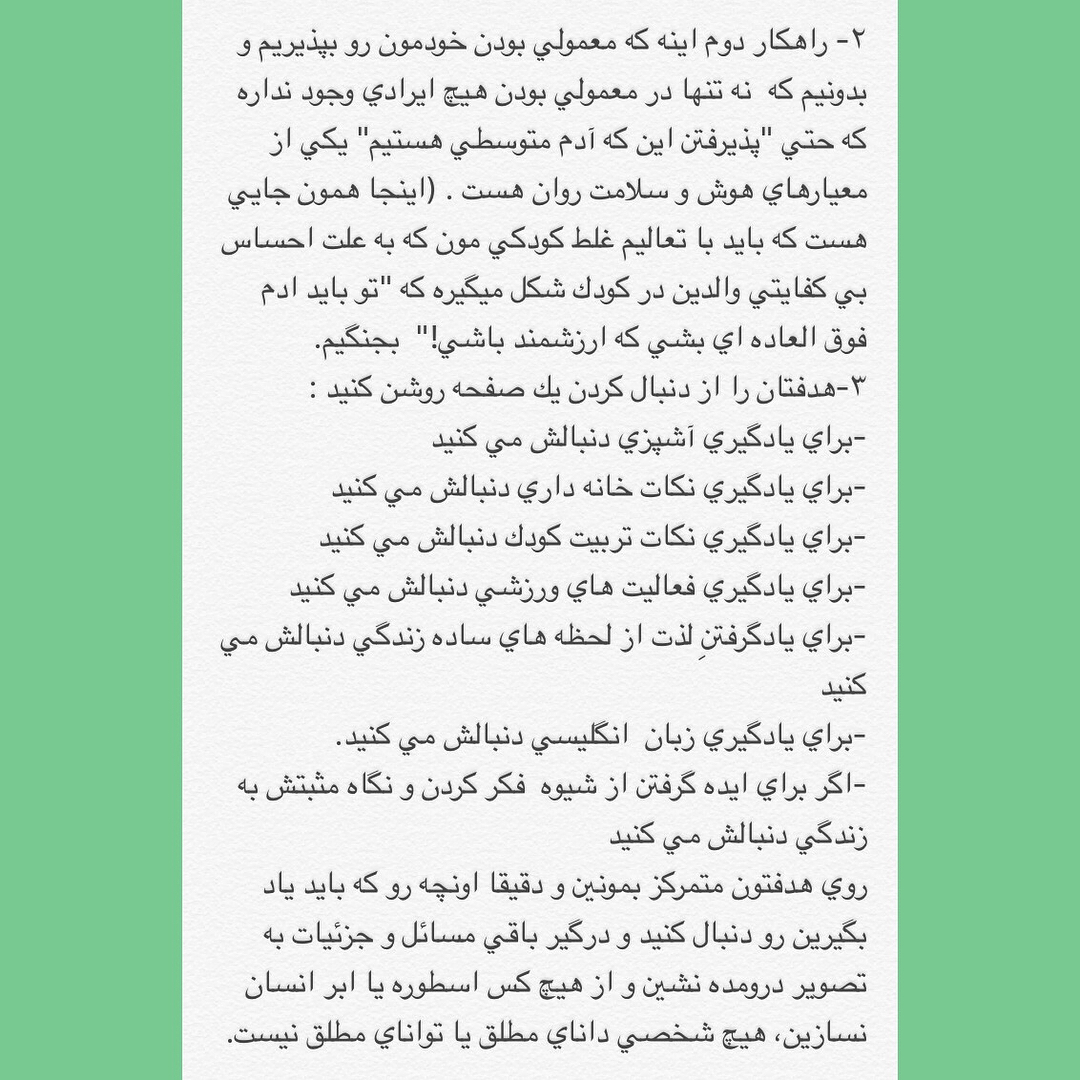 ۲- راهكار دوم اينه كه معمولي بودن خودمون رو بپذيريم و
بدونيم كه  نه تنها در معمولي بودن هيچ ايرادي وجود نداره
كه حتي "پذيرفتن اين كه آدم متوسطي هستيم" يكي از
معيارهاي هوش و سلامت روان هست . (اينجا همون جايي
هست كه بايد با تعاليم غلط كودكي مون كه به علت احساس
بي كفايتي والدين در كودك شكل ميگيره كه "تو بايد ادم
فوق العاده اي بشي كه ارزشمند باشي!"  بجنگيم.
۳-هدفتان را از دنبال كردن يك صفحه روشن كنيد :
-براي يادگيري آشپزي دنبالش مي كنيد
-براي يادگيري نكات خانه داري دنبالش مي كنيد
-براي يادگيري نكات تربيت كودك دنبالش مي كنيد
-براي يادگيري فعاليت هاي ورزشي دنبالش مي كنيد
-براي يادگرفتنِ لذت از لحظه هاي ساده زندگي دنبالش مي
كنيد
-براي يادگيري زبان  انگليسي دنبالش مي كنيد.
-اگر براي ايده گرفتن از شيوه  فكر كردن و نگاه مثبتش به
زندگي دنبالش مي كنيد
روي هدفتون متمركز بمونين و دقيقا اونچه رو كه بايد ياد
بگيرين رو دنبال كنيد و درگير باقي مسائل و جزئيات به
تصوير درومده نشين و از هيچ كس اسطوره يا ابر انسان
نسازين، هيچ شخصي داناي مطلق يا تواناي مطلق نيست.